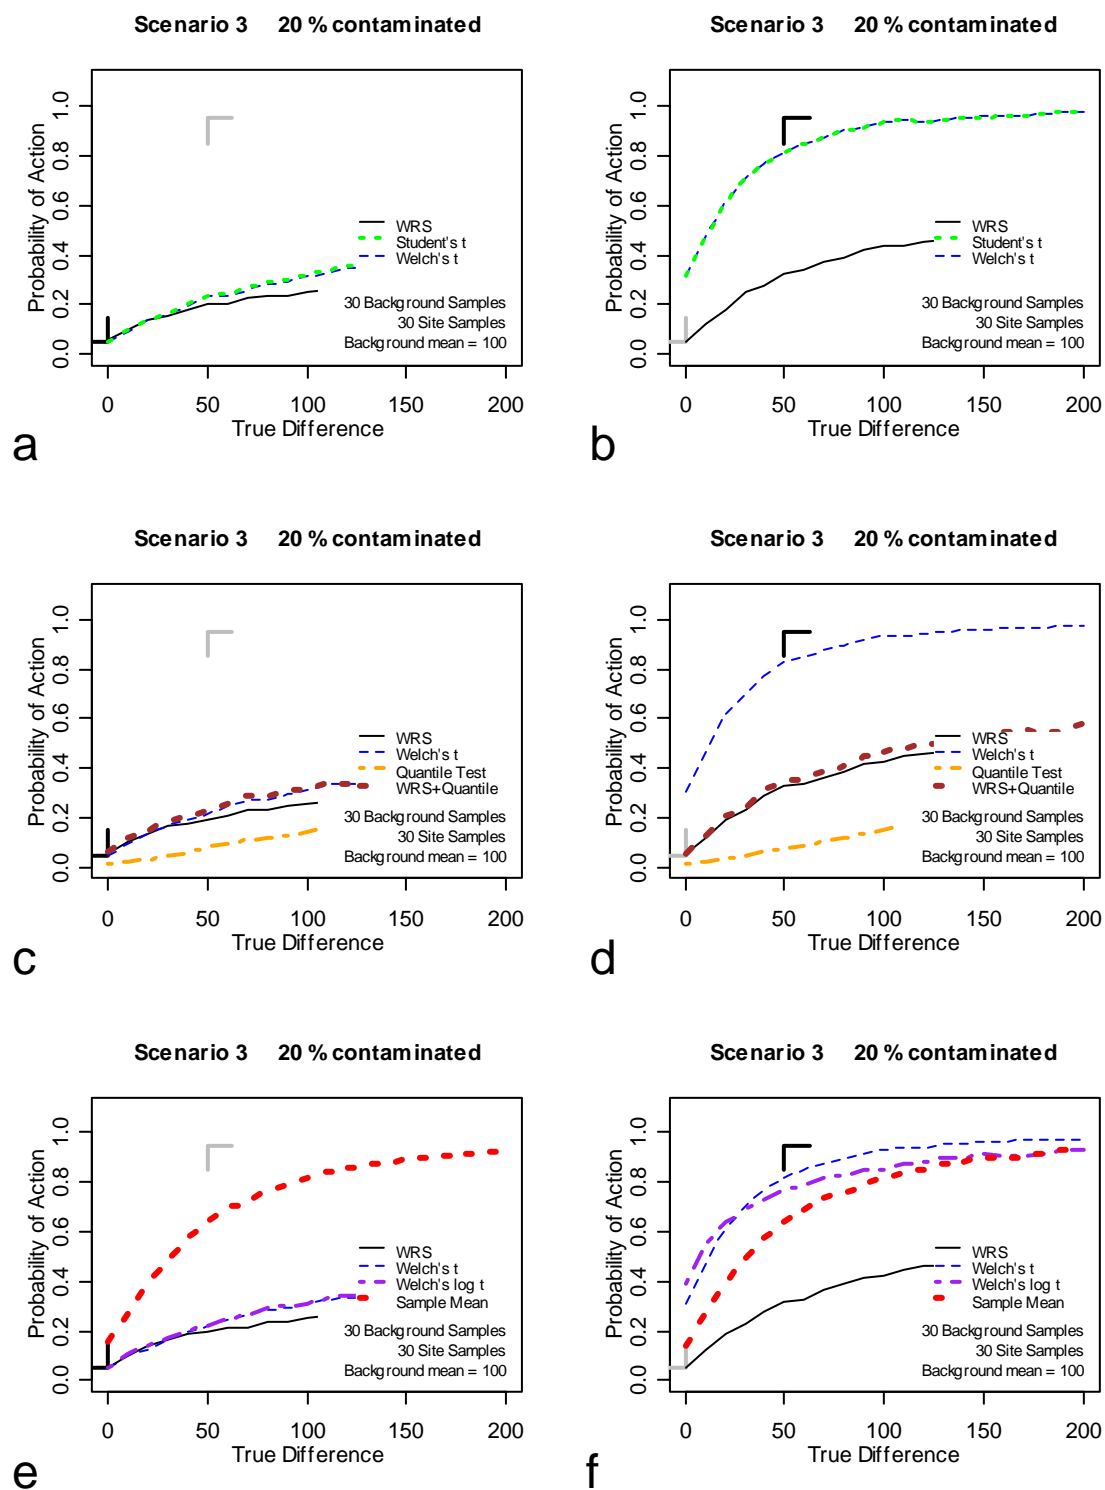 Scenario 3 20 % contaminated
Probability of Action
0.0 0.2 0.4 0.6 0.8 1.0
WRS
Student's t
Welch's t
30 Background Samples
30 Site Samples
Background mean = 100
0 50 100 150 200
True Difference
a
Scenario 3 20 % contaminated
Probability of Action
0.0 0.2 0.4 0.6 0.8 1.0
WRS
Student's t
Welch's t
30 Background Samples
30 Site Samples
Background mean = 100
0 50 100 150 200
True Difference
b
Scenario 3 20 % contaminated
Probability of Action
0.0 0.2 0.4 0.6 0.8 1.0
WRS
Welch's t
Quantile Test
WRS+Quantile
30 Background Samples
30 Site Samples
Background mean = 100
0 50 100 150 200
True Difference
c
Scenario 3 20 % contaminated
Probability of Action
0.0 0.2 0.4 0.6 0.8 1.0
WRS
Welch's t
Quantile Test
WRS+Quantile
30 Background Samples
30 Site Samples
Background mean = 100
0 50 100 150 200
True Difference
d
Scenario 3 20 % contaminated
Probability of Action
0.0 0.2 0.4 0.6 0.8 1.0
WRS
Welch's t
Welch's log t
Sample Mean
30 Background Samples
30 Site Samples
Background mean = 100
0 50 100 150 200
True Difference
e
Scenario 3 20 % contaminated
Probability of Action
0.0 0.2 0.4 0.6 0.8 1.0
WRS
Welch's t
Welch's log t
Sample Mean
30 Background Samples
30 Site Samples
Background mean = 100
0 50 100 150 200
True Difference
f